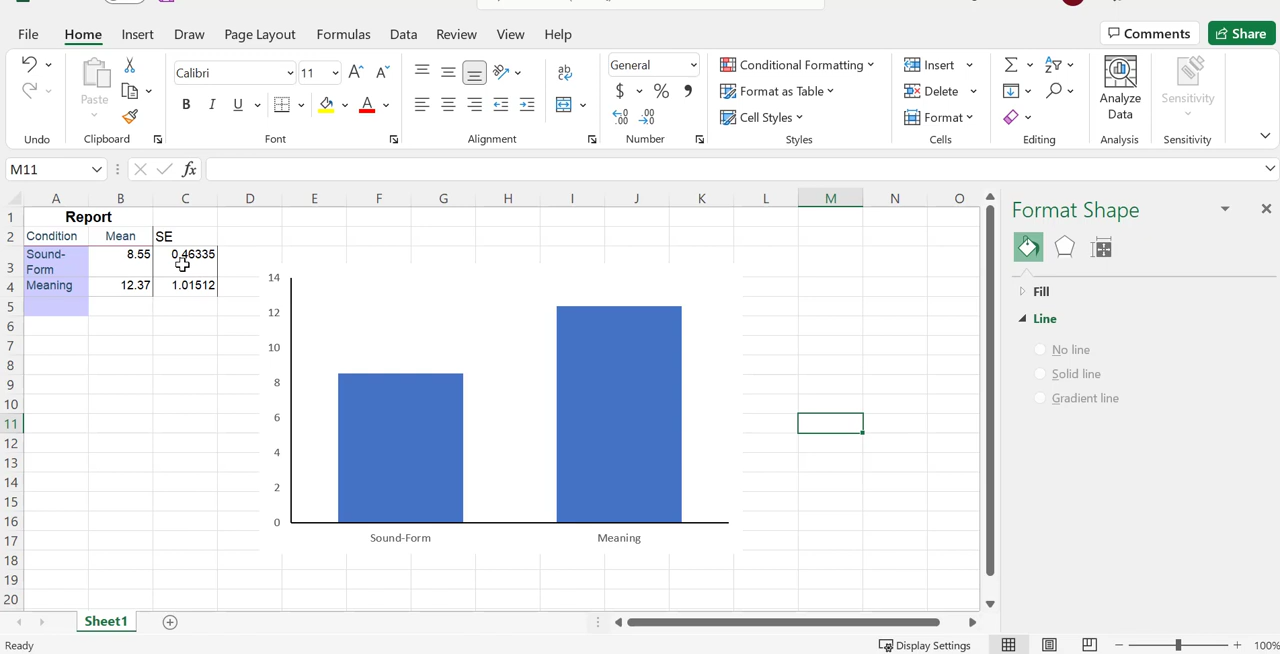 File Home Insert Draw Page Layout Formulas Data Review View Help Comments Share
Calibri 11 General Conditional Formatting Insert
Paste B I U A $ % Format as Table Delete Analyze Data Sensitivity
Cell Styles Format
Undo Clipboard Font Alignment Number Styles Cells Editing Analysis Sensitivity
M11 fx
A B C D E F G H I J K L M N O
1 Report
2 Condition Mean SE
3 Sound-Form 8.55 0.46335
4 Meaning 12.37 1.01512
5
6
7
8
9
10
11
12
13
14
15
16
17
18
19
20
14
12
10
8
6
4
2
0
Sound-Form Meaning
Format Shape
Fill
Line
No line
Solid line
Gradient line
Sheet1
Ready Display Settings 100%